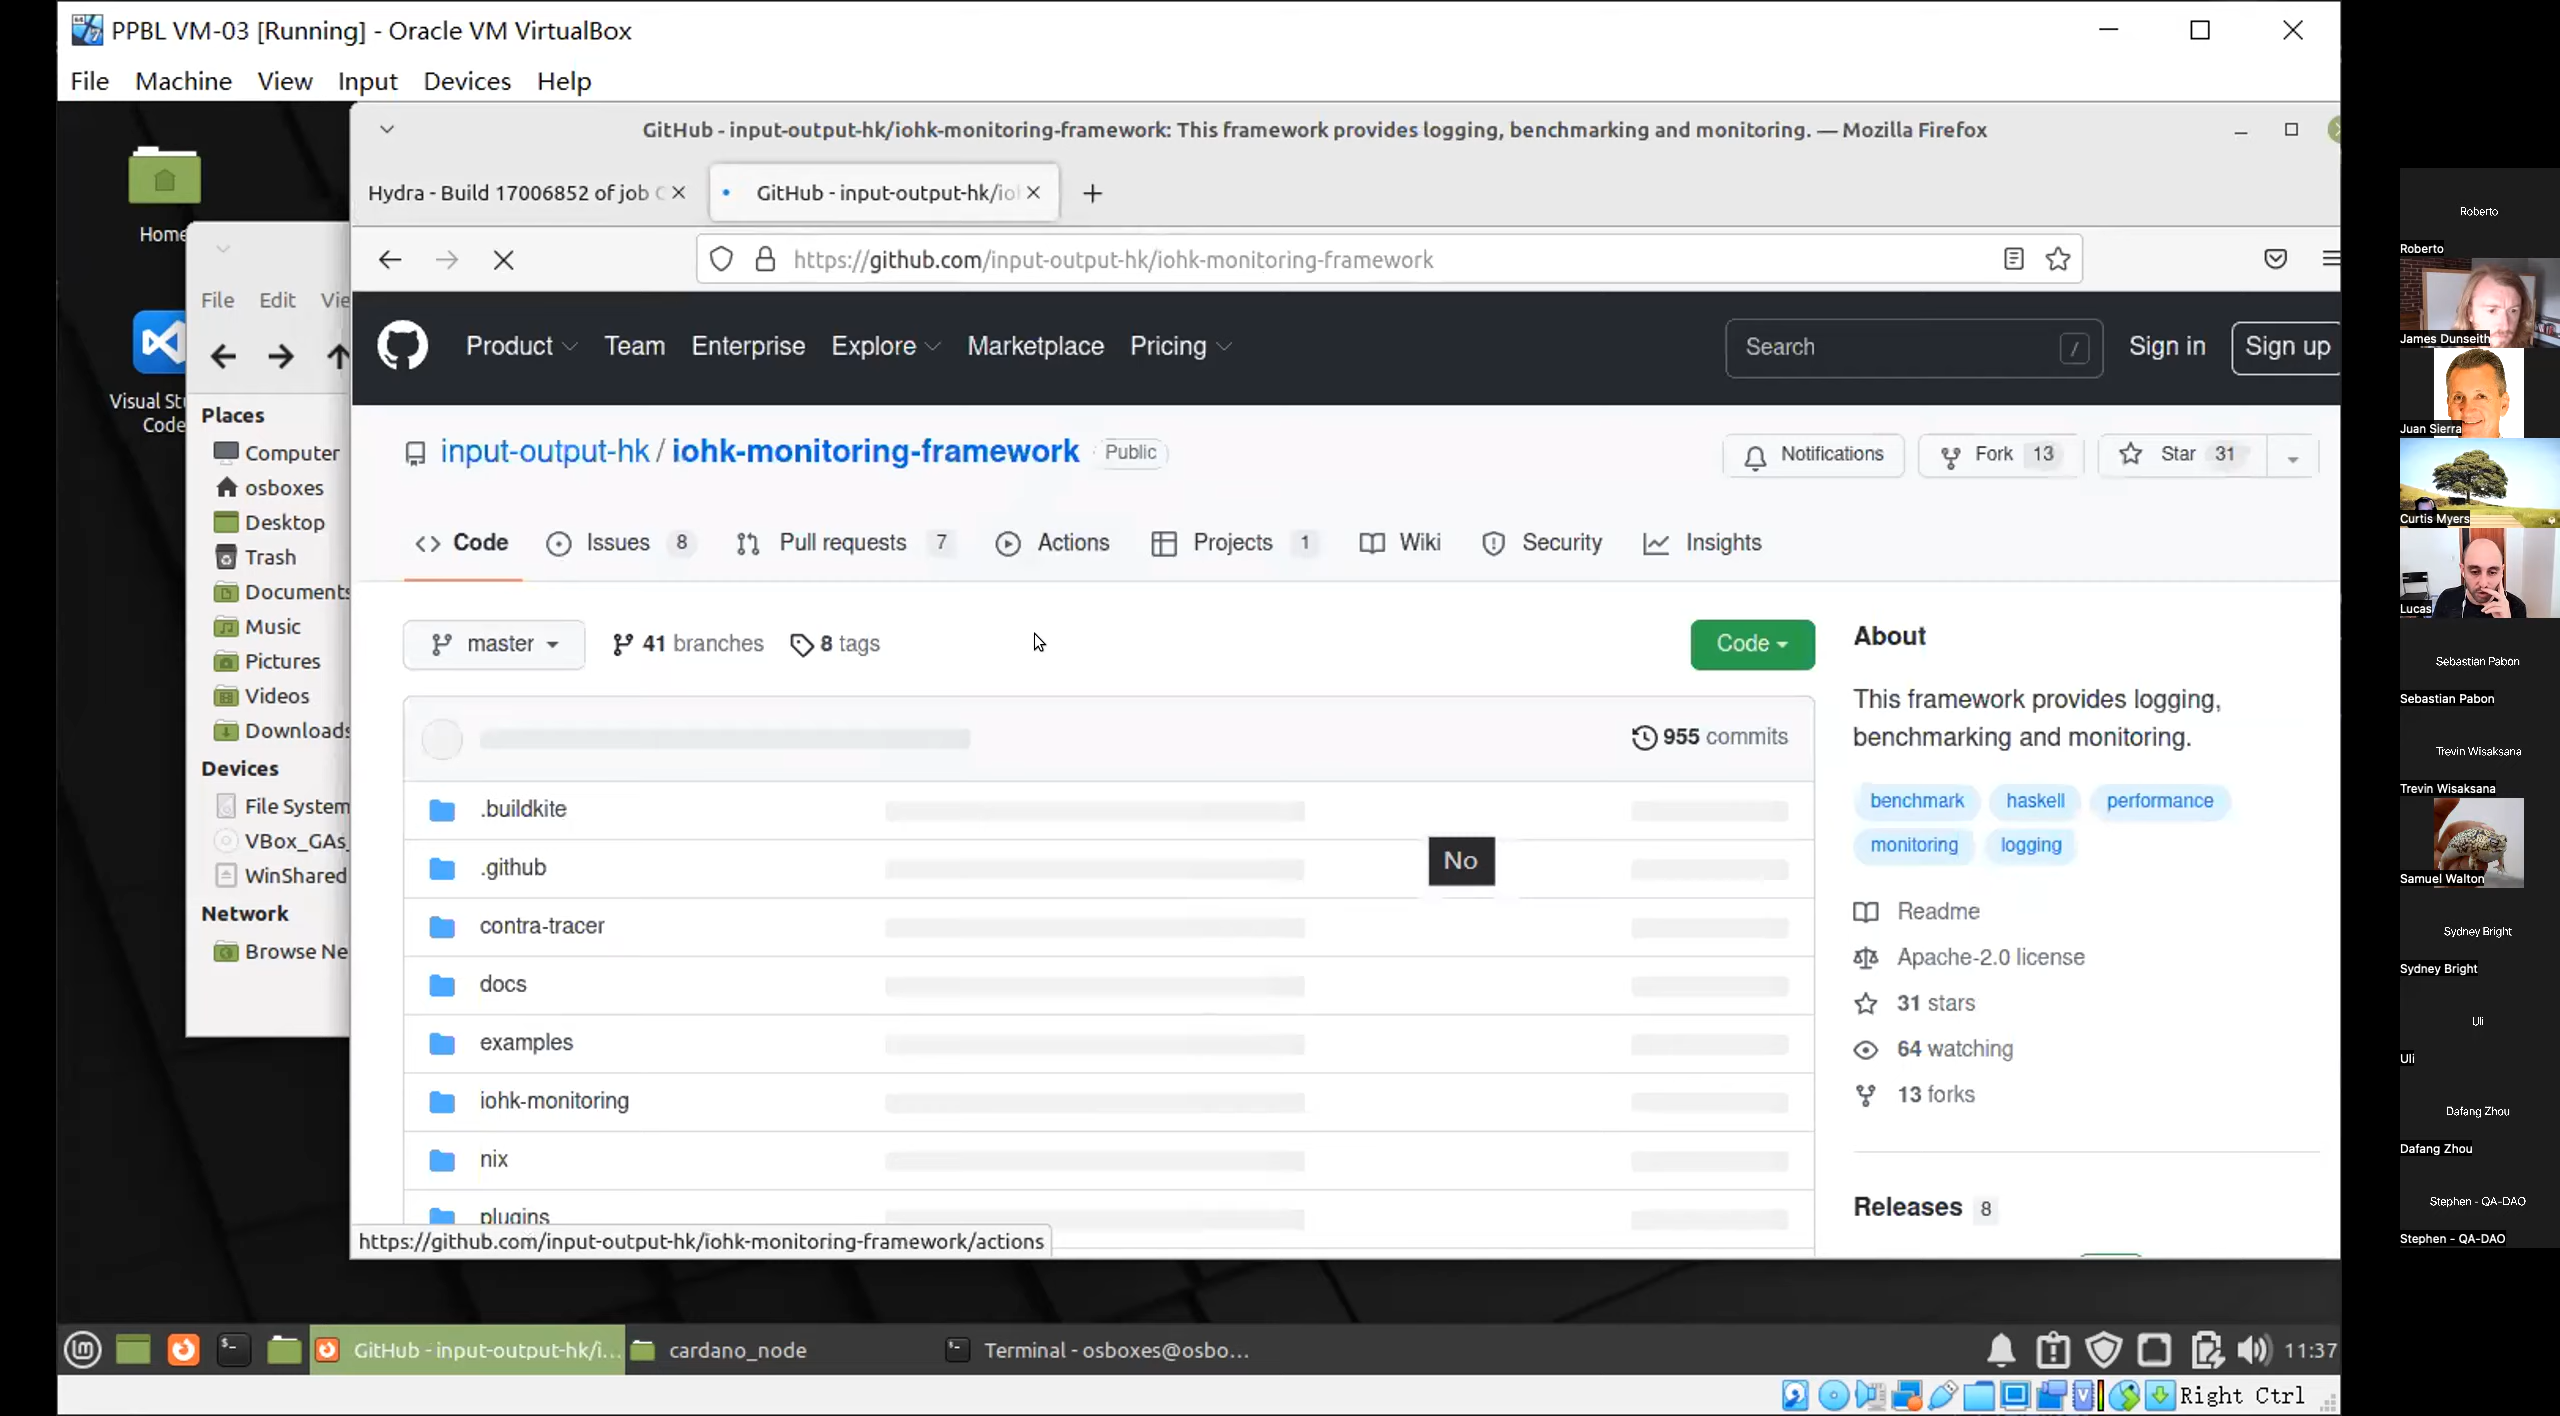 PPBL VM-03 [Running] - Oracle VM VirtualBox
File Machine View Input Devices Help
Home
Visual Stu
Code
File Edit Vie
Places
Computer
osboxes
Desktop
Trash
Documents
Music
Pictures
Videos
Downloads
Devices
File System
VBox_GAs_
WinShared
Network
Browse Ne
GitHub - input-output-hk/iohk-monitoring-framework: This framework provides logging, benchmarking and monitoring. — Mozilla Firefox
Hydra - Build 17006852 of job
GitHub - input-output-hk/io
https://github.com/input-output-hk/iohk-monitoring-framework
Product Team Enterprise Explore Marketplace Pricing
Search /
Sign in
Sign up
input-output-hk / iohk-monitoring-framework Public
Notifications
Fork 13
Star 31
Code
Issues 8
Pull requests 7
Actions
Projects 1
Wiki
Security
Insights
master
41 branches
8 tags
Code
955 commits
.buildkite
.github
contra-tracer
docs
examples
iohk-monitoring
nix
plugins
No
About
This framework provides logging,
benchmarking and monitoring.
benchmark haskell performance
monitoring logging
Readme
Apache-2.0 license
31 stars
64 watching
13 forks
Releases 8
https://github.com/input-output-hk/iohk-monitoring-framework/actions
GitHub - input-output-hk/i...
cardano_node
Terminal - osboxes@osbo...
11:37
Right Ctrl
Roberto
Roberto
James Dunseith
Juan Sierra
Curtis Myers
Lucas
Sebastian Pabon
Sebastian Pabon
Trevin Wisaksana
Trevin Wisaksana
Samuel Walton
Sydney Bright
Sydney Bright
Uli
Uli
Dafang Zhou
Dafang Zhou
Stephen - QA-DAO
Stephen - QA-DAO